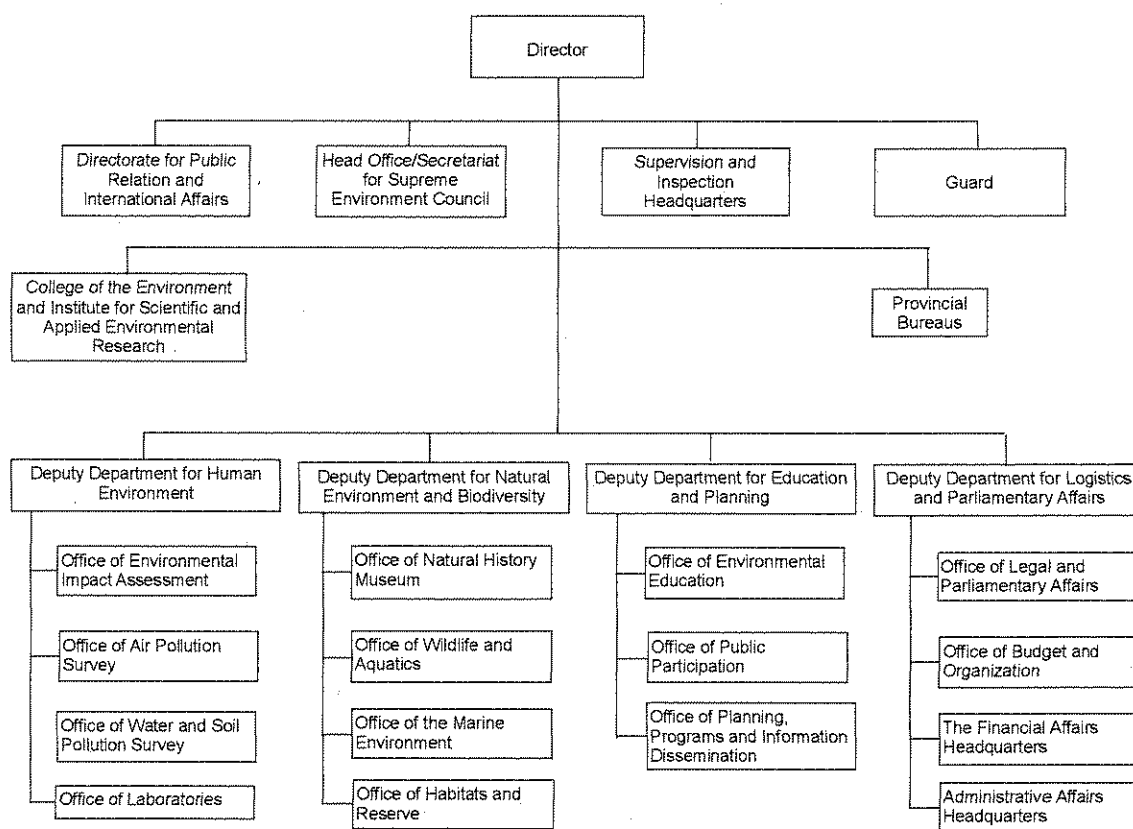 Director
Directorate for Public
Relation and
International Affairs
Head Office/Secretariat
for Supreme
Environment Council
Supervision and
Inspection
Headquarters
Guard
College of the Environment
and Institute for Scientific and
Applied Environmental
Research
Provincial
Bureaus
Deputy Department for Human
Environment
Deputy Department for Natural
Environment and Biodiversity
Deputy Department for Education
and Planning
Deputy Department for Logistics
and Parliamentary Affairs
Office of Environmental
Impact Assessment
Office of Air Pollution
Survey
Office of Water and Soil
Pollution Survey
Office of Laboratories
Office of Natural History
Museum
Office of Wildlife and
Aquatics
Office of the Marine
Environment
Office of Habitats and
Reserve
Office of Environmental
Education
Office of Public
Participation
Office of Planning,
Programs and Information
Dissemination
Office of Legal and
Parliamentary Affairs
Office of Budget and
Organization
The Financial Affairs
Headquarters
Administrative Affairs
Headquarters